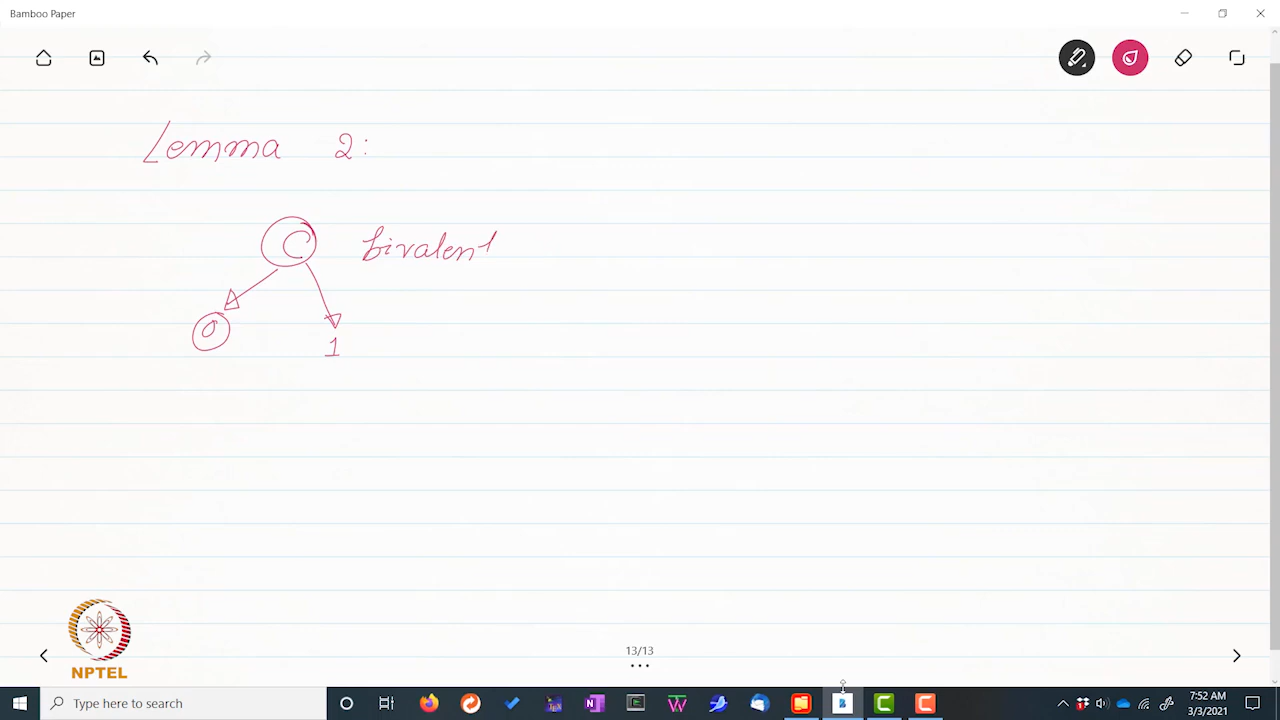 Bamboo Paper
Lemma 2:
C bivalent
0 1
13/13
NPTEL
Type here to search
7:52 AM
3/3/2021